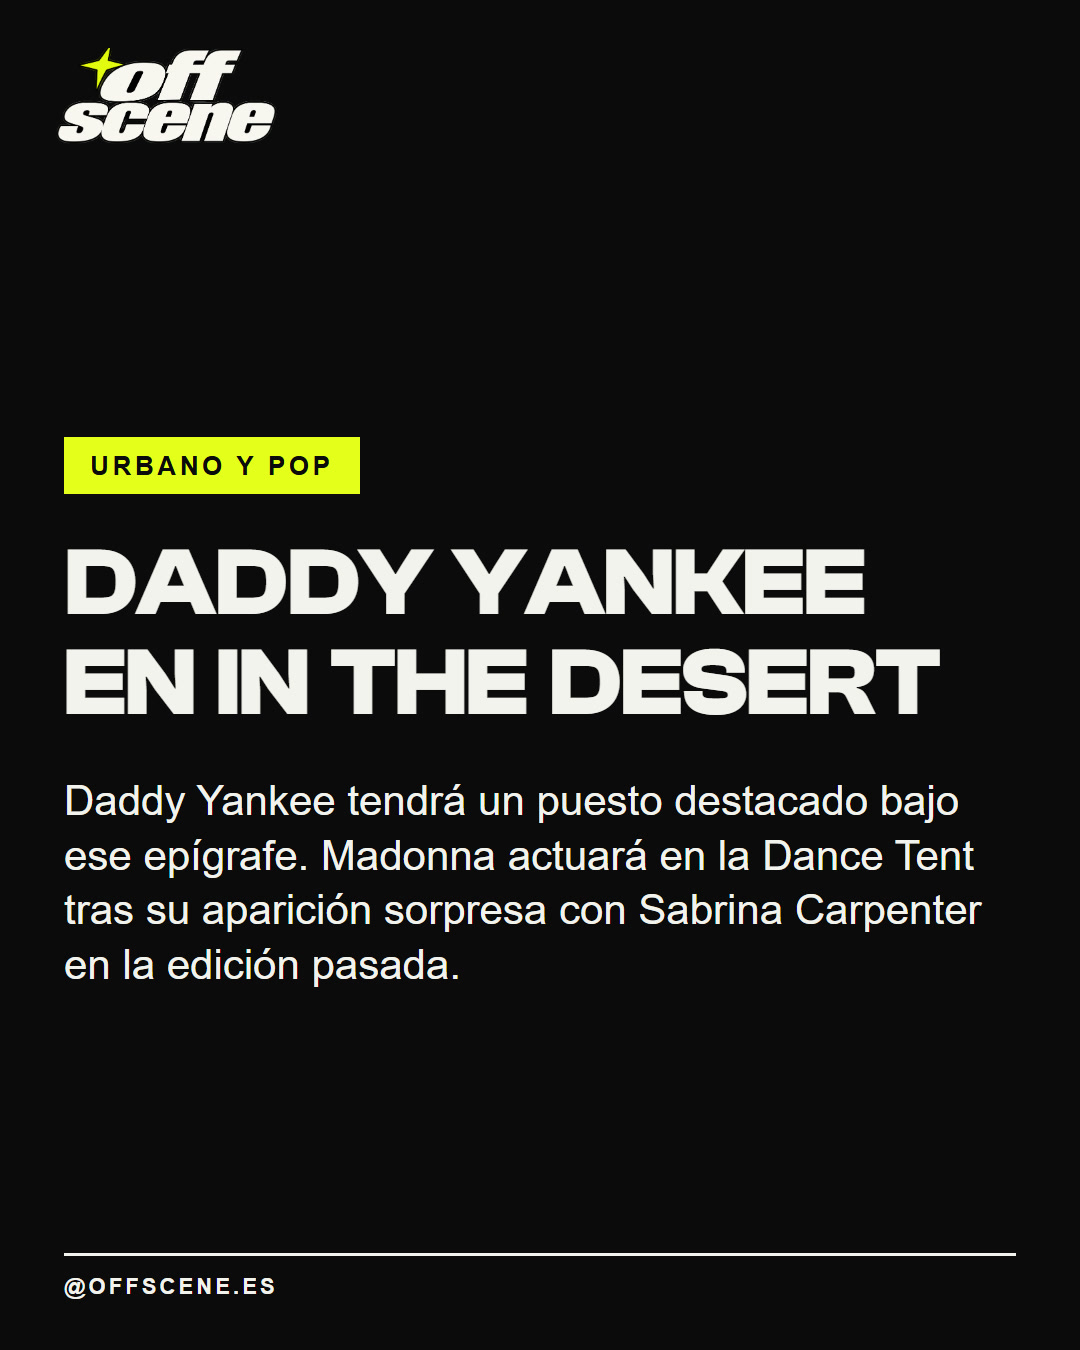 off
scene
URBANO Y POP
DADDY YANKEE
EN IN THE DESERT
Daddy Yankee tendrá un puesto destacado bajo
ese epígrafe. Madonna actuará en la Dance Tent
tras su aparición sorpresa con Sabrina Carpenter
en la edición pasada.
@OFFSCENE.ES